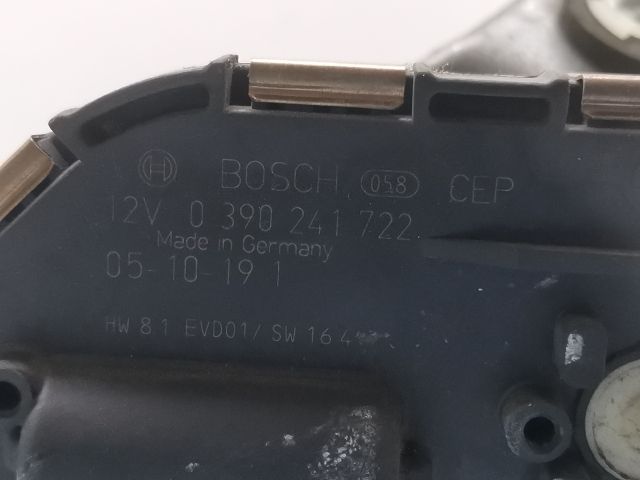 BOSCH 058 CEP
12V 0 390 241 722
Made in Germany
05-10-19 1
HW 8.1 EVD01/ SW 16.4